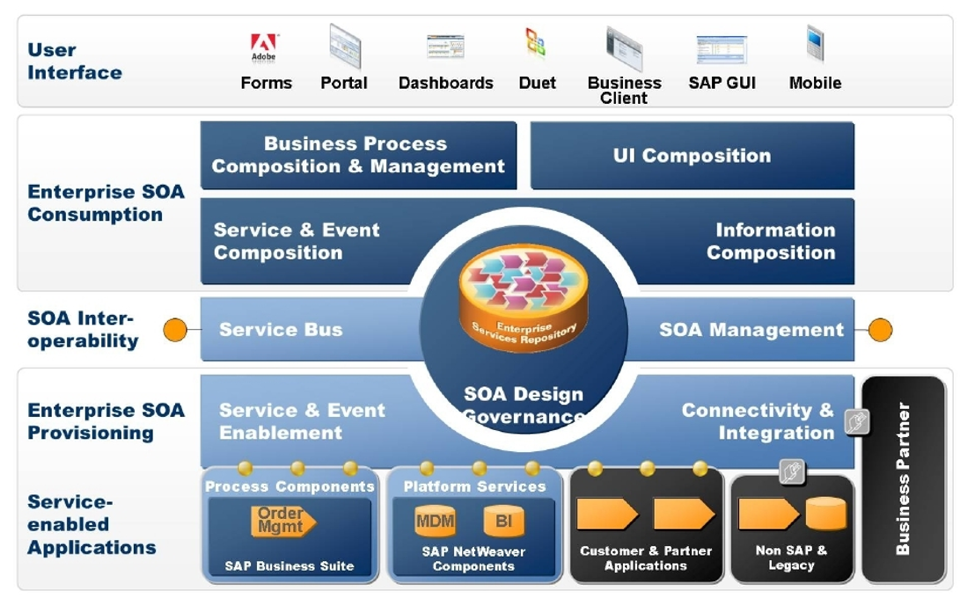 User
Interface
Adobe
Forms
Portal
Dashboards
Duet
Business
Client
SAP GUI
Mobile
Enterprise SOA
Consumption
Business Process
Composition & Management
UI Composition
Service & Event
Composition
Information
Composition
Enterprise
Services Repository
SOA Design
Governance
SOA Inter-
operability
Service Bus
SOA Management
Enterprise SOA
Provisioning
Service & Event
Enablement
Connectivity &
Integration
Business Partner
Service-
enabled
Applications
Process Components
Order
Mgmt
SAP Business Suite
Platform Services
MDM
BI
SAP NetWeaver
Components
Customer & Partner
Applications
Non SAP &
Legacy